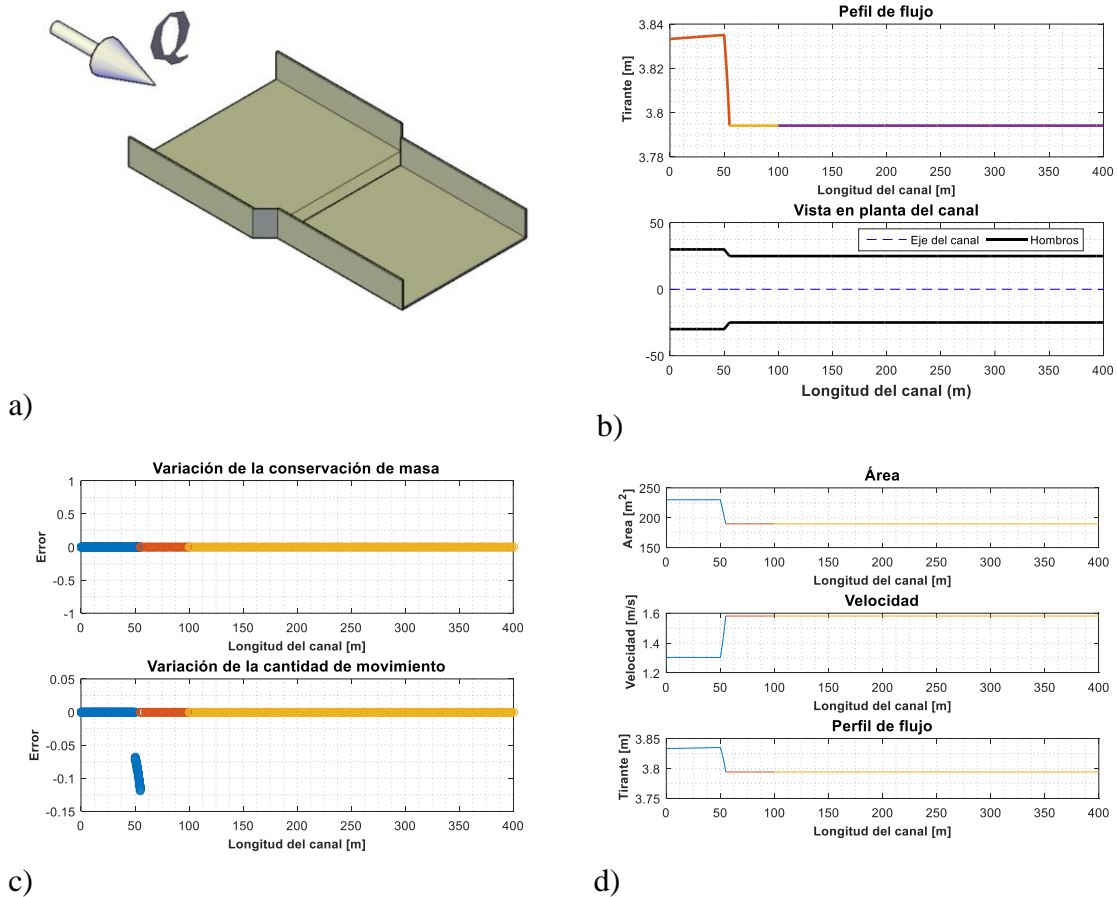 Q
a)
Pefil de flujo
Tirante [m]
3.84
3.82
3.8
3.78
0 50 100 150 200 250 300 350 400
Longitud del canal [m]
Vista en planta del canal
Eje del canal Hombros
50
0
-50
0 50 100 150 200 250 300 350 400
Longitud del canal (m)
b)
Variación de la conservación de masa
Error
1
0.5
0
-0.5
-1
0 50 100 150 200 250 300 350 400
Longitud del canal [m]
Variación de la cantidad de movimiento
Error
0.05
0
-0.05
-0.1
-0.15
0 50 100 150 200 250 300 350 400
Longitud del canal [m]
c)
Área
Area [m2]
250
200
150
0 50 100 150 200 250 300 350 400
Longitud del canal [m]
Velocidad
Velocidad [m/s]
1.6
1.4
1.2
0 50 100 150 200 250 300 350 400
Longitud del canal [m]
Perfil de flujo
Tirante [m]
3.85
3.8
3.75
0 50 100 150 200 250 300 350 400
Longitud del canal [m]
d)